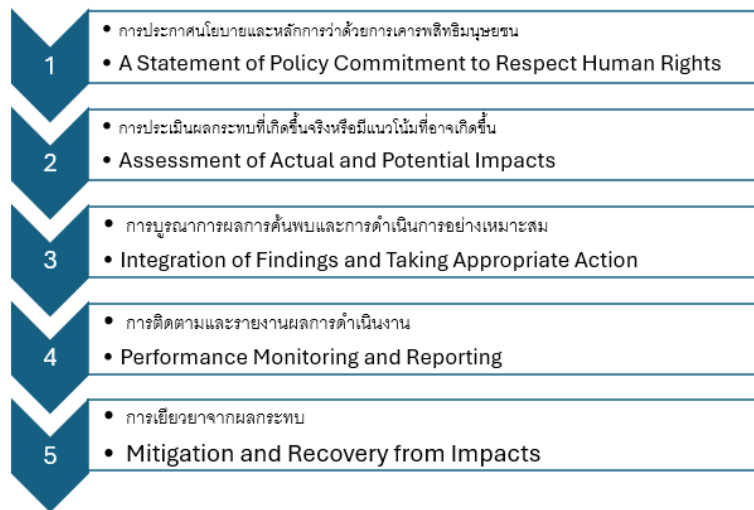 1
• การประกาศนโยบายและหลักการว่าด้วยการเคารพสิทธิมนุษยชน
• A Statement of Policy Commitment to Respect Human Rights
2
• การประเมินผลกระทบที่เกิดขึ้นจริงหรือมีแนวโน้มที่อาจเกิดขึ้น
• Assessment of Actual and Potential Impacts
3
• การบูรณาการผลการค้นพบและการดำเนินการอย่างเหมาะสม
• Integration of Findings and Taking Appropriate Action
4
• การติดตามและรายงานผลการดำเนินงาน
• Performance Monitoring and Reporting
5
• การเยียวยาจากผลกระทบ
• Mitigation and Recovery from Impacts